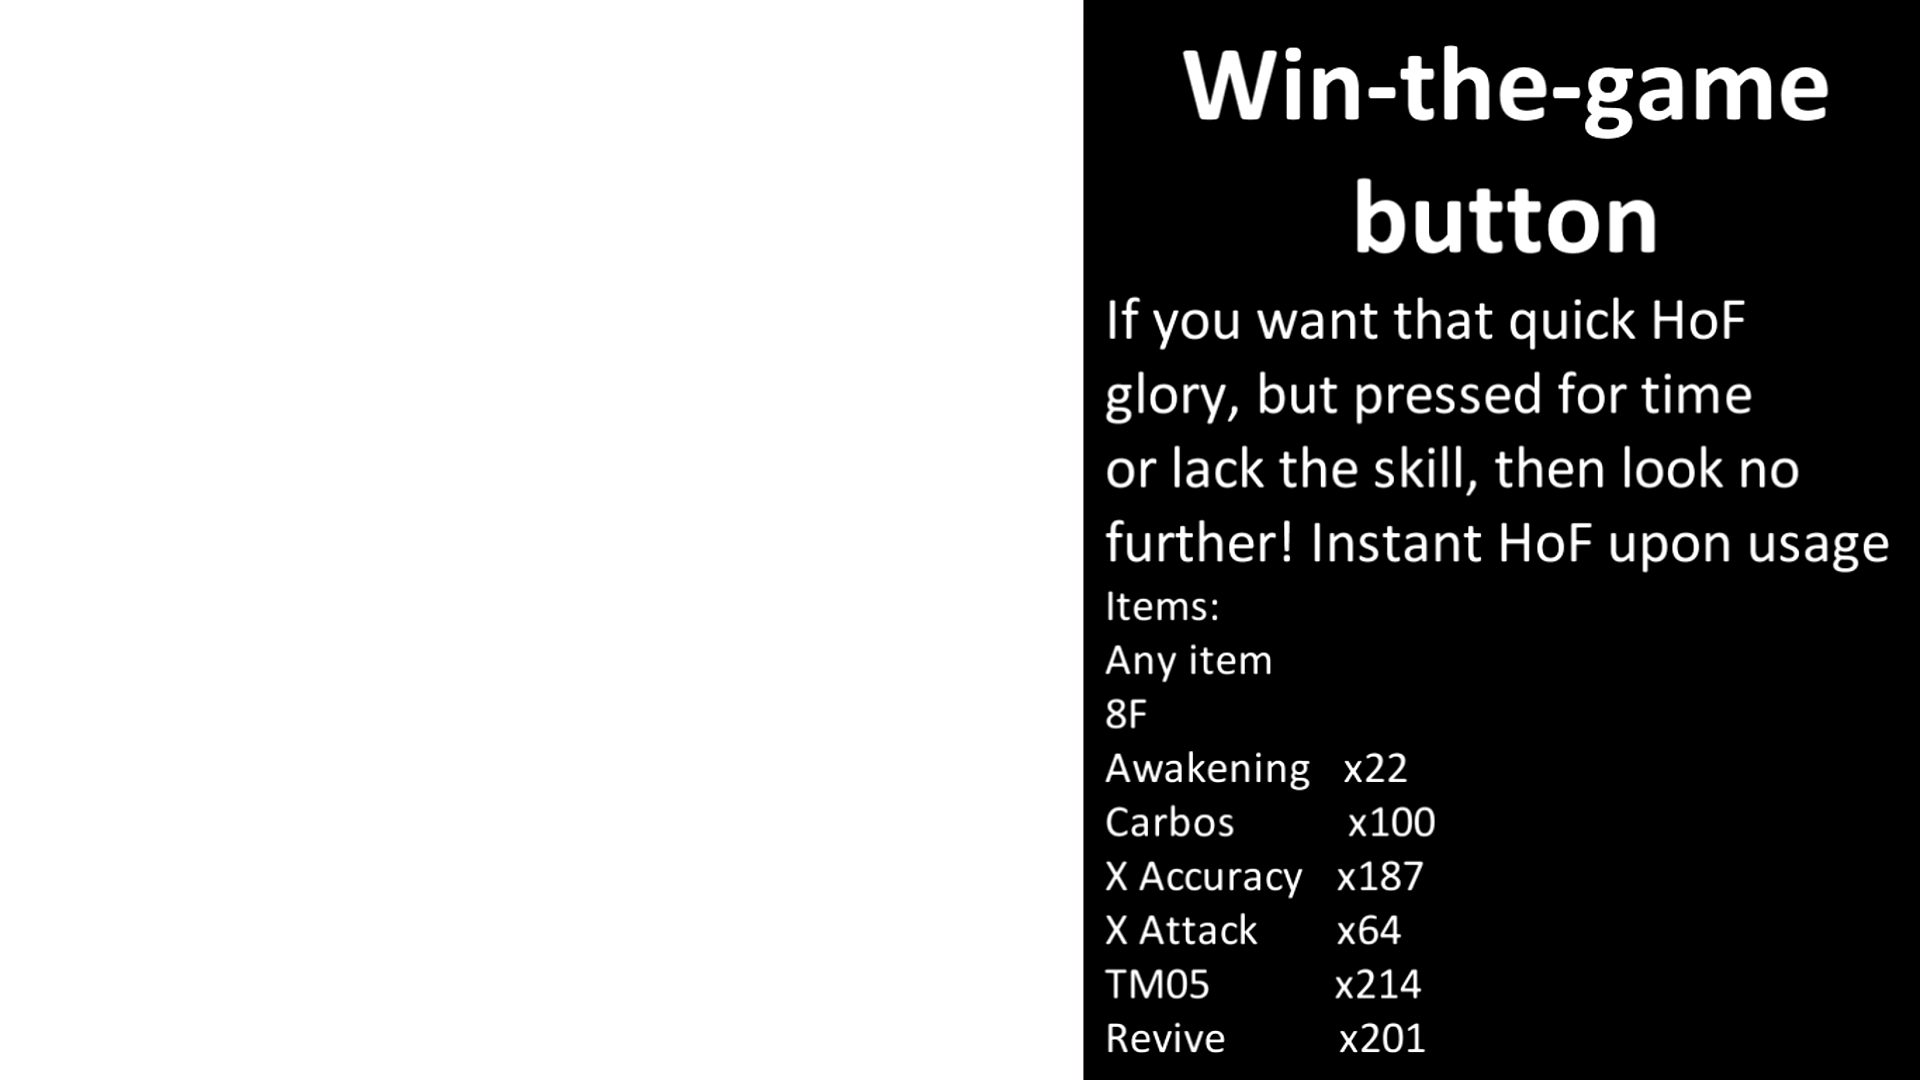 Win-the-game
button
If you want that quick HoF
glory, but pressed for time
or lack the skill, then look no
further! Instant HoF upon usage
Items:
Any item
8F
Awakening x22
Carbos x100
X Accuracy x187
X Attack x64
TM05 x214
Revive x201